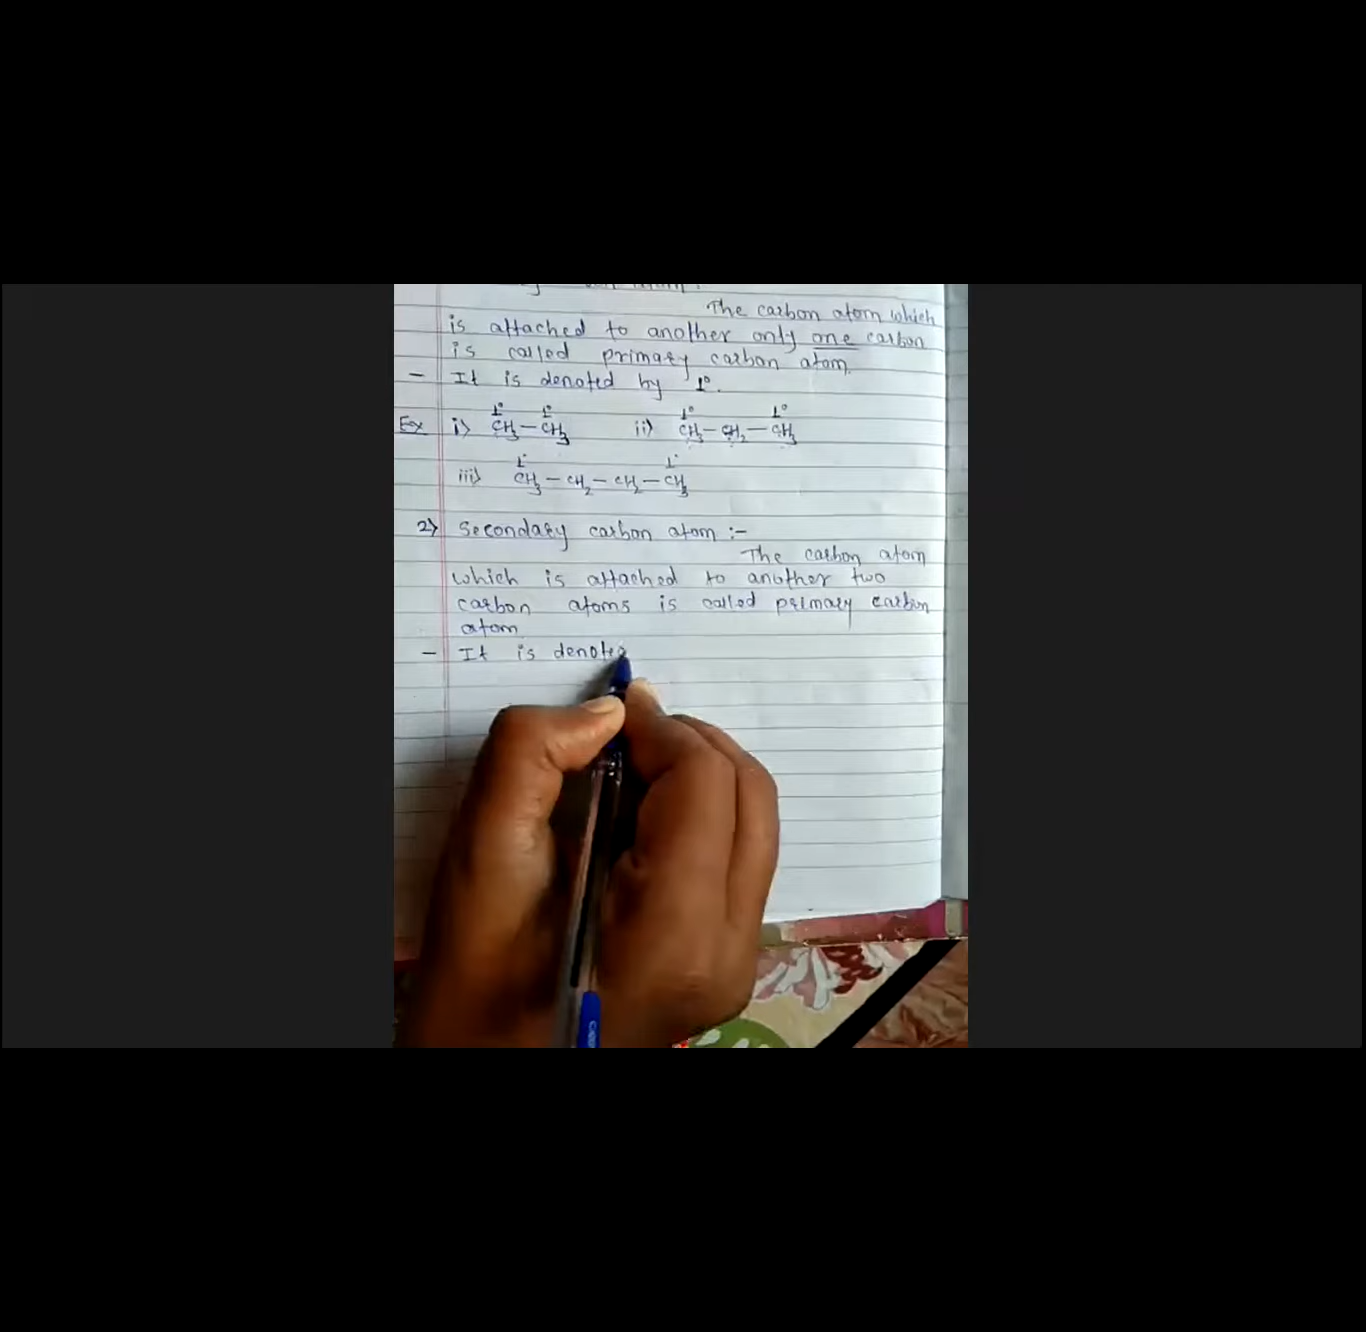 The carbon atom which
is attached to another only one carbon
is called primary carbon atom.
- It is denoted by 1°.
1° 1° 1° 1°
Ex i) CH₃ - CH₃ ii) CH₃ - CH₂ - CH₃
1° 1°
iii) CH₃ - CH₂ - CH₂ - CH₃
2) Secondary carbon atom :-
The carbon atom
which is attached to another two
carbon atoms is called primary carbon
atom
- It is denote